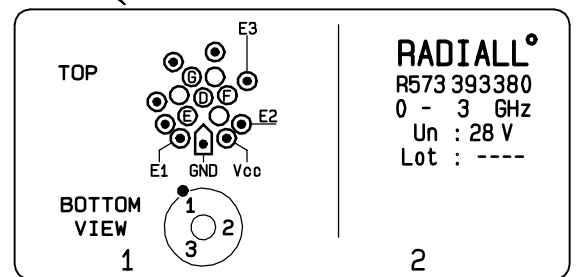 E3
TOP
G
D
F
E
E2
E1 GND Vcc
BOTTOM
VIEW
1
2
3
1
RADIALL°
R573 393380
0 - 3 GHz
Un : 28 V
Lot : ----
2